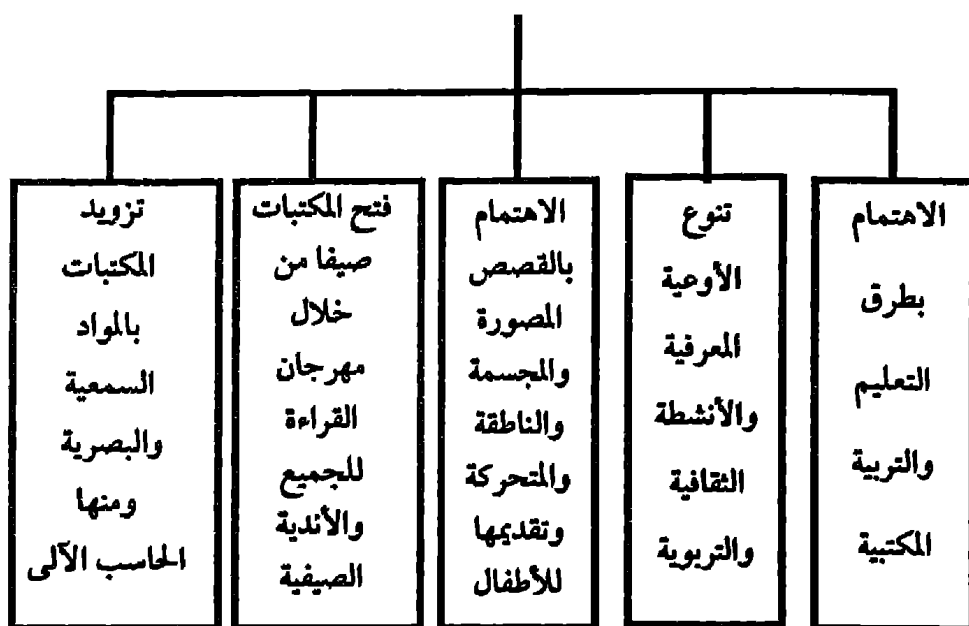 الاهتمام
بطرق
التعليم
والتربية
المكتبية
تنوع
الأوعية
المعرفية
والأنشطة
الثقافية
والتربوية
الاهتمام
بالقصص
المصورة
والمجسمة
والناطقة
والمتحركة
وتقديمها
للأطفال
فتح المكتبات
صيفا من
خلال
مهرجان
القراءة
للجميع
والأندية
الصيفية
تزويد
المكتبات
بالمواد
السمعية
والبصرية
ومنها
الحاسب الآلى